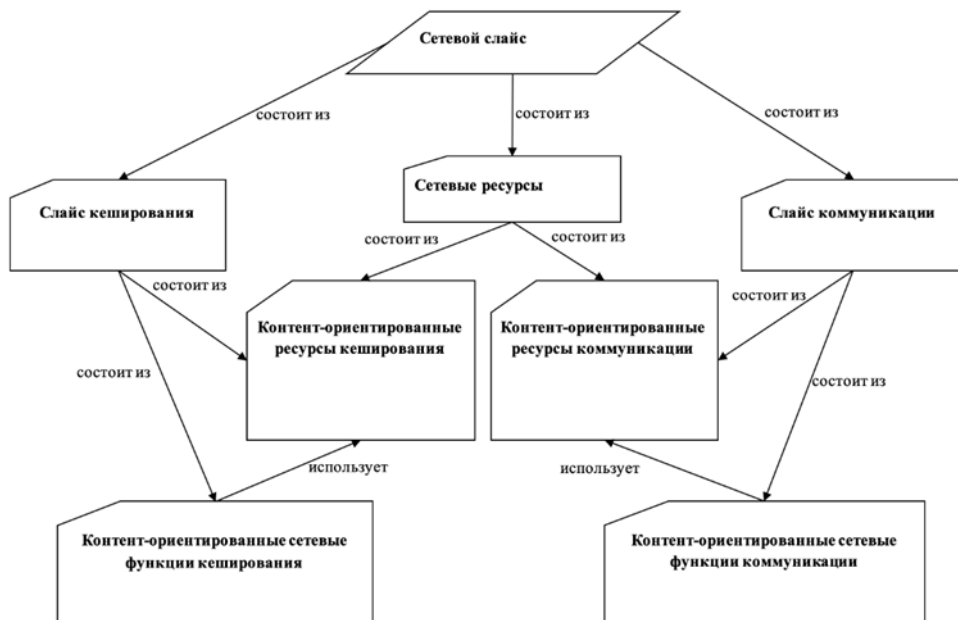 Сетевой слайс
состоит из
состоит из
состоит из
Слайс кеширования
Сетевые ресурсы
Слайс коммуникации
состоит из
состоит из
состоит из
состоит из
Контент-ориентированные
ресурсы кеширования
Контент-ориентированные
ресурсы коммуникации
состоит из
состоит из
использует
использует
Контент-ориентированные сетевые
функции кеширования
Контент-ориентированные сетевые
функции коммуникации